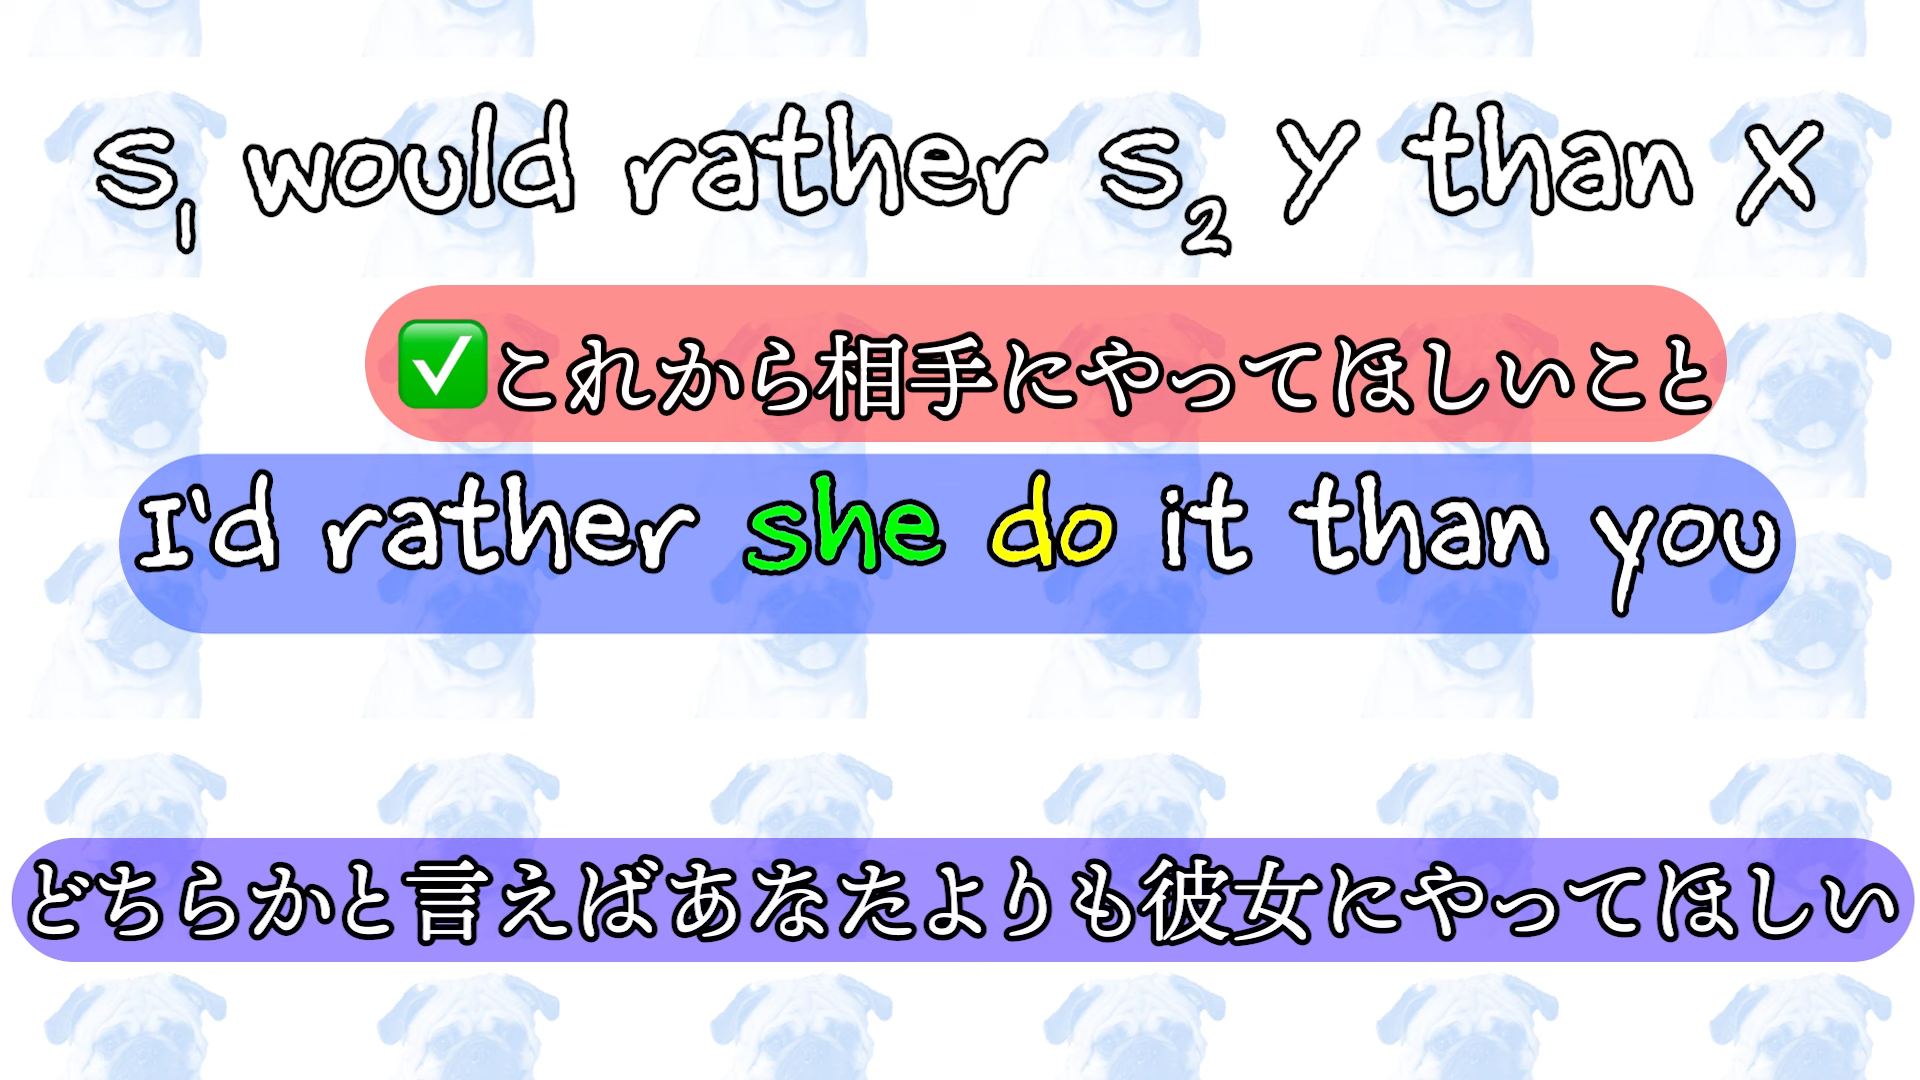 S₁ would rather S₂ Y than X
✅これから相手にやってほしいこと
I'd rather she do it than you
どちらかと言えばあなたよりも彼女にやってほしい